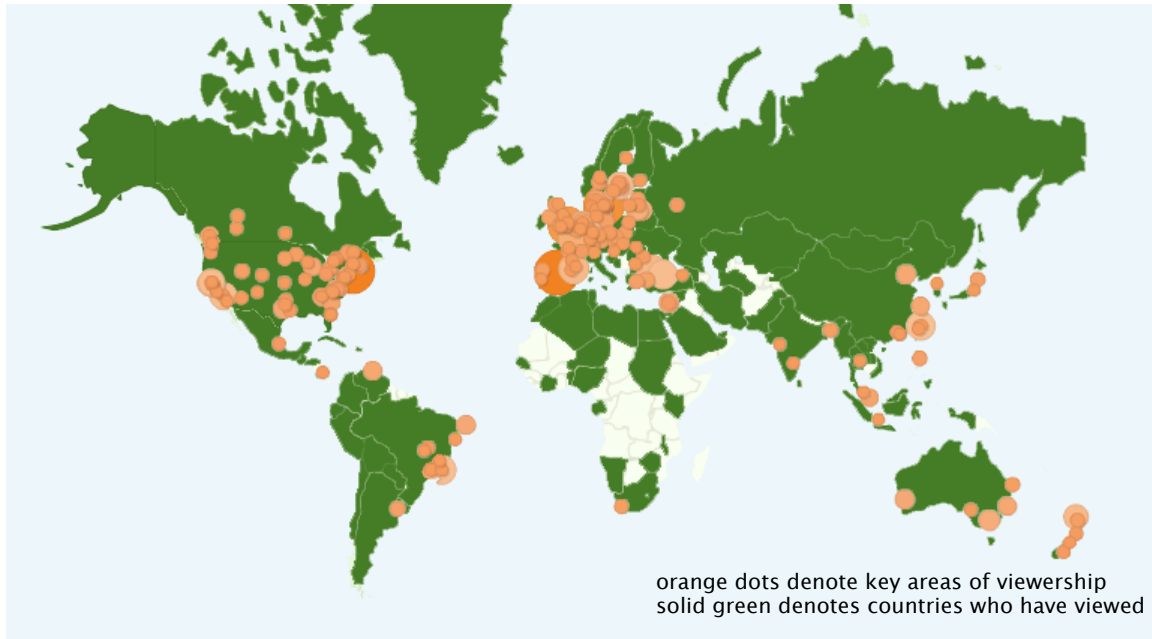 orange dots denote key areas of viewership
solid green denotes countries who have viewed